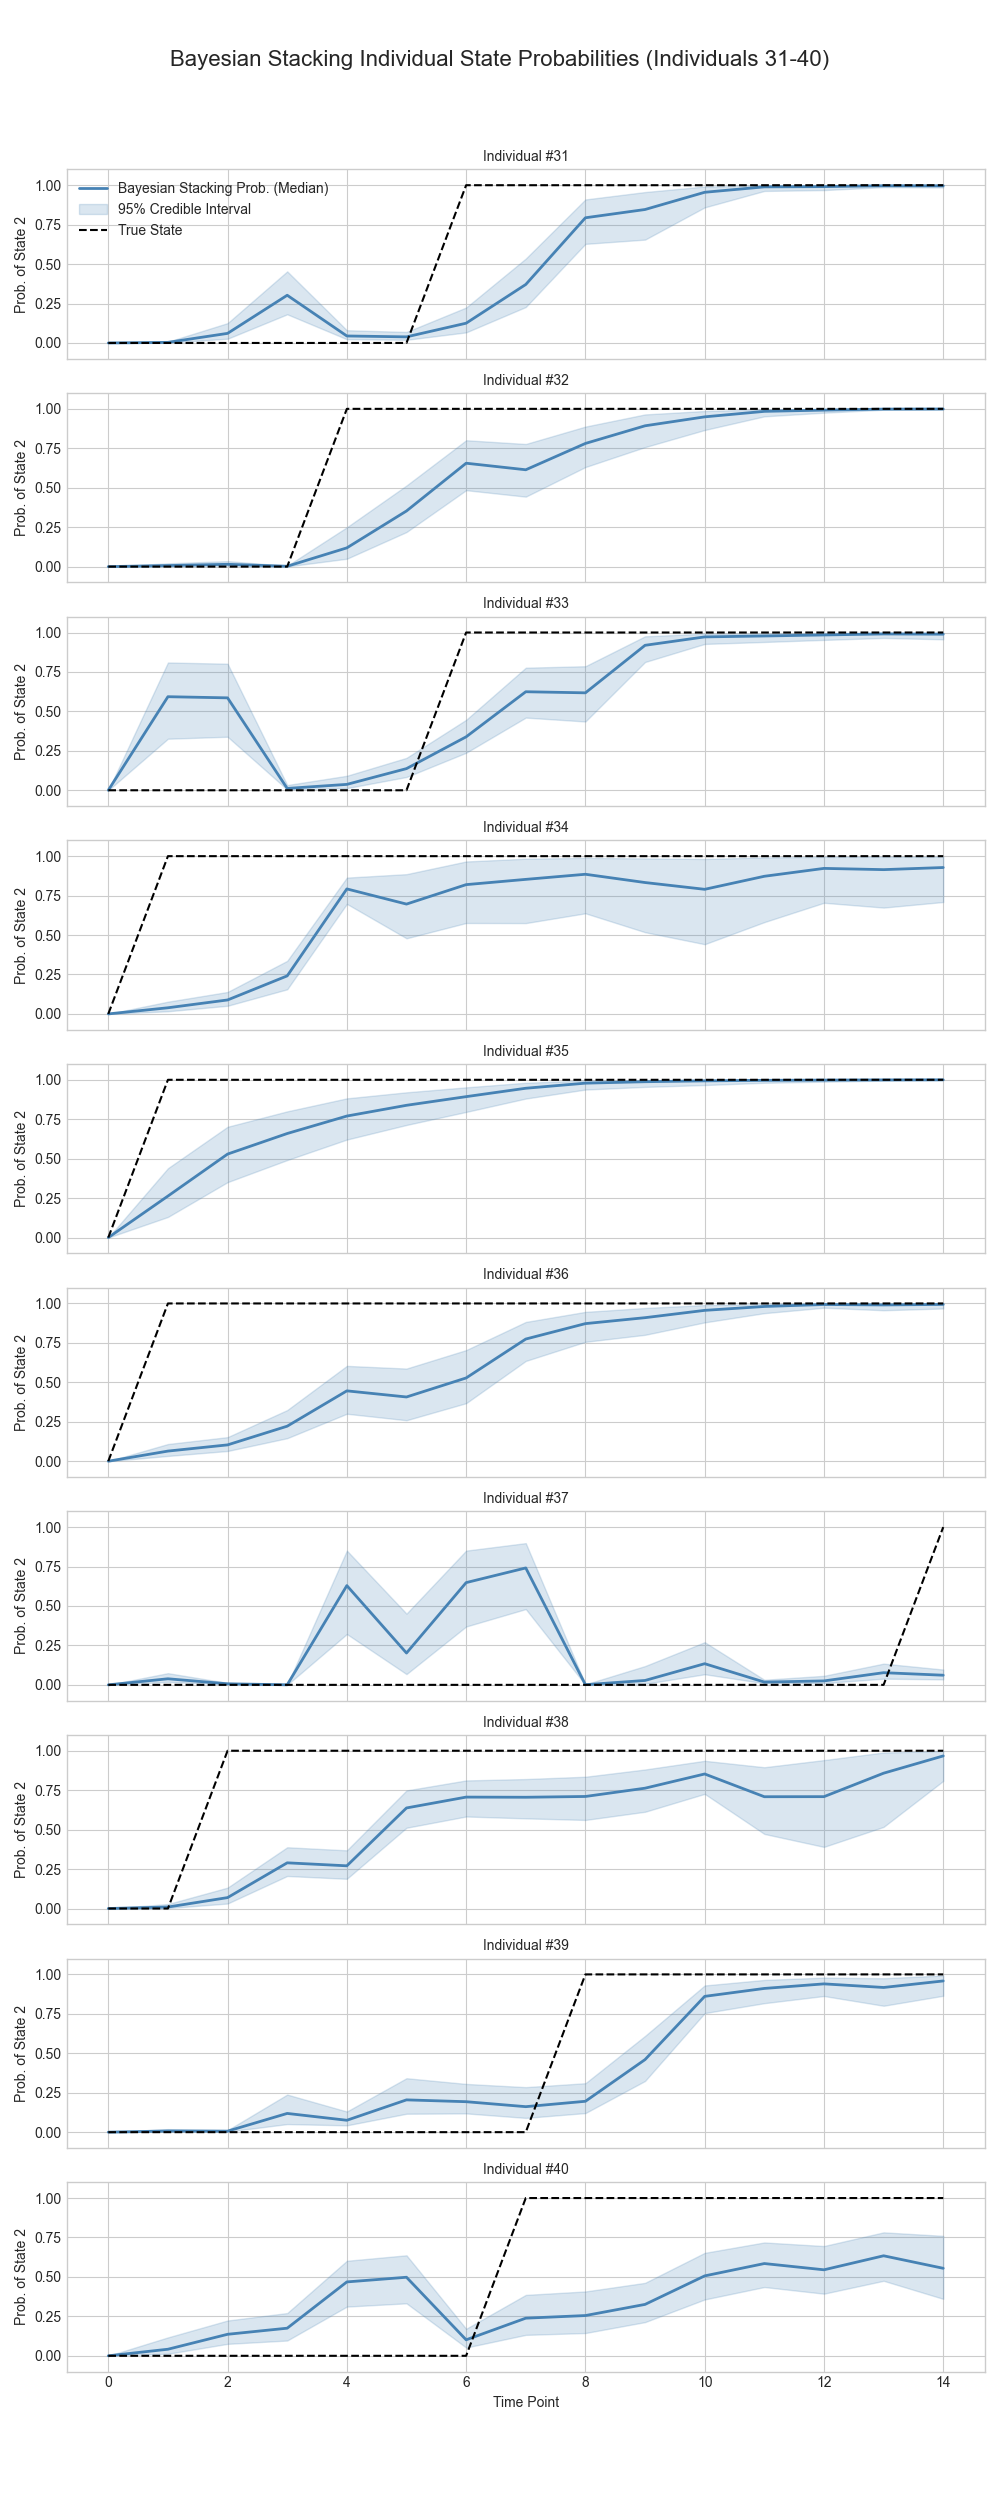 Bayesian Stacking Individual State Probabilities (Individuals 31-40)
Individual #31
1.00
0.75
0.50
0.25
0.00
Prob. of State 2
Bayesian Stacking Prob. (Median)
95% Credible Interval
True State
Individual #32
1.00
0.75
0.50
0.25
0.00
Prob. of State 2
Individual #33
1.00
0.75
0.50
0.25
0.00
Prob. of State 2
Individual #34
1.00
0.75
0.50
0.25
0.00
Prob. of State 2
Individual #35
1.00
0.75
0.50
0.25
0.00
Prob. of State 2
Individual #36
1.00
0.75
0.50
0.25
0.00
Prob. of State 2
Individual #37
1.00
0.75
0.50
0.25
0.00
Prob. of State 2
Individual #38
1.00
0.75
0.50
0.25
0.00
Prob. of State 2
Individual #39
1.00
0.75
0.50
0.25
0.00
Prob. of State 2
Individual #40
1.00
0.75
0.50
0.25
0.00
Prob. of State 2
0 2 4 6 8 10 12 14
Time Point